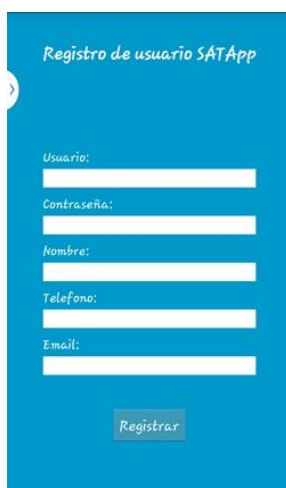 Registro de usuario SATApp
Usuario:
Contraseña:
Nombre:
Telefono:
Email:
Registrar